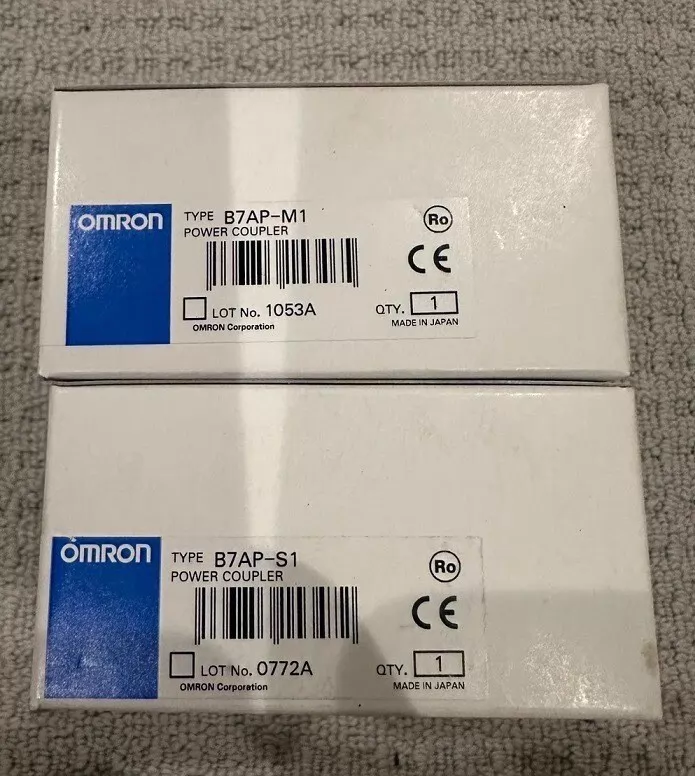 OMRON
TYPE B7AP-M1
POWER COUPLER
Ro
CE
LOT No. 1053A
QTY. 1
OMRON Corporation
MADE IN JAPAN
OMRON
TYPE B7AP-S1
POWER COUPLER
Ro
CE
LOT No. 0772A
QTY. 1
OMRON Corporation
MADE IN JAPAN